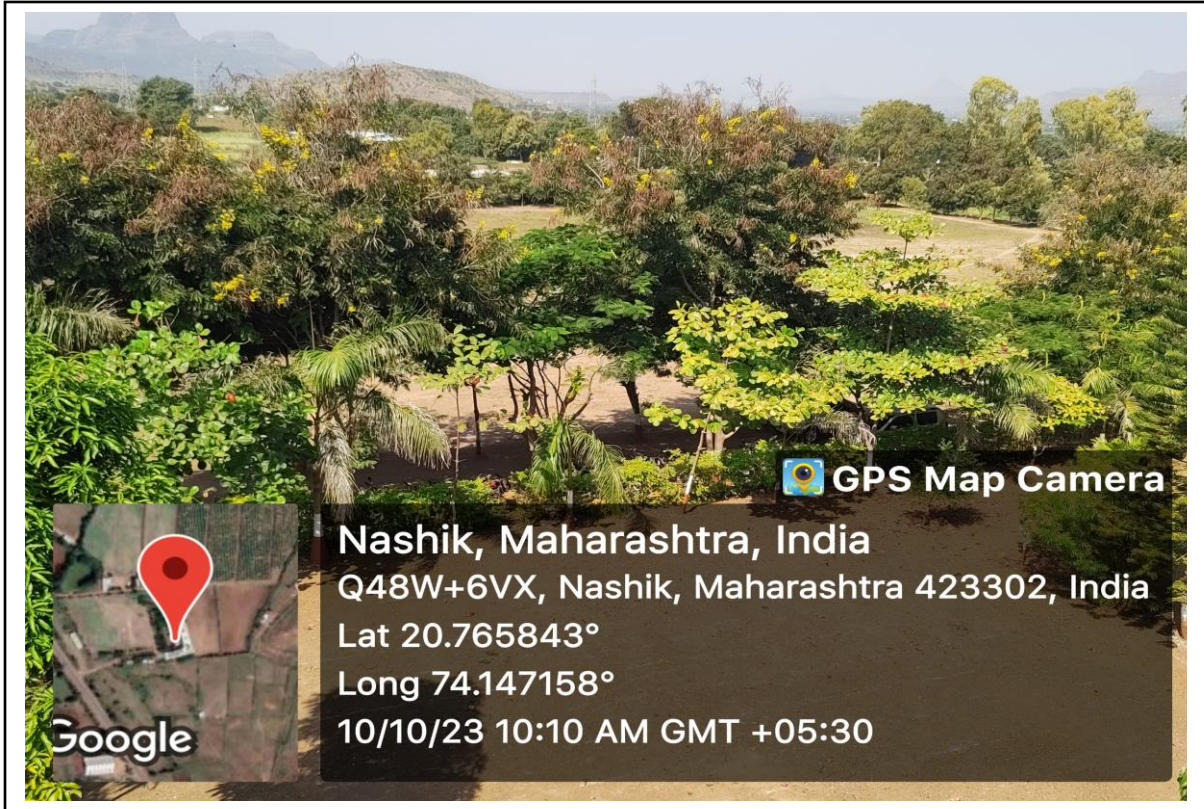 GPS Map Camera
Nashik, Maharashtra, India
Q48W+6VX, Nashik, Maharashtra 423302, India
Lat 20.765843°
Long 74.147158°
10/10/23 10:10 AM GMT +05:30
Google